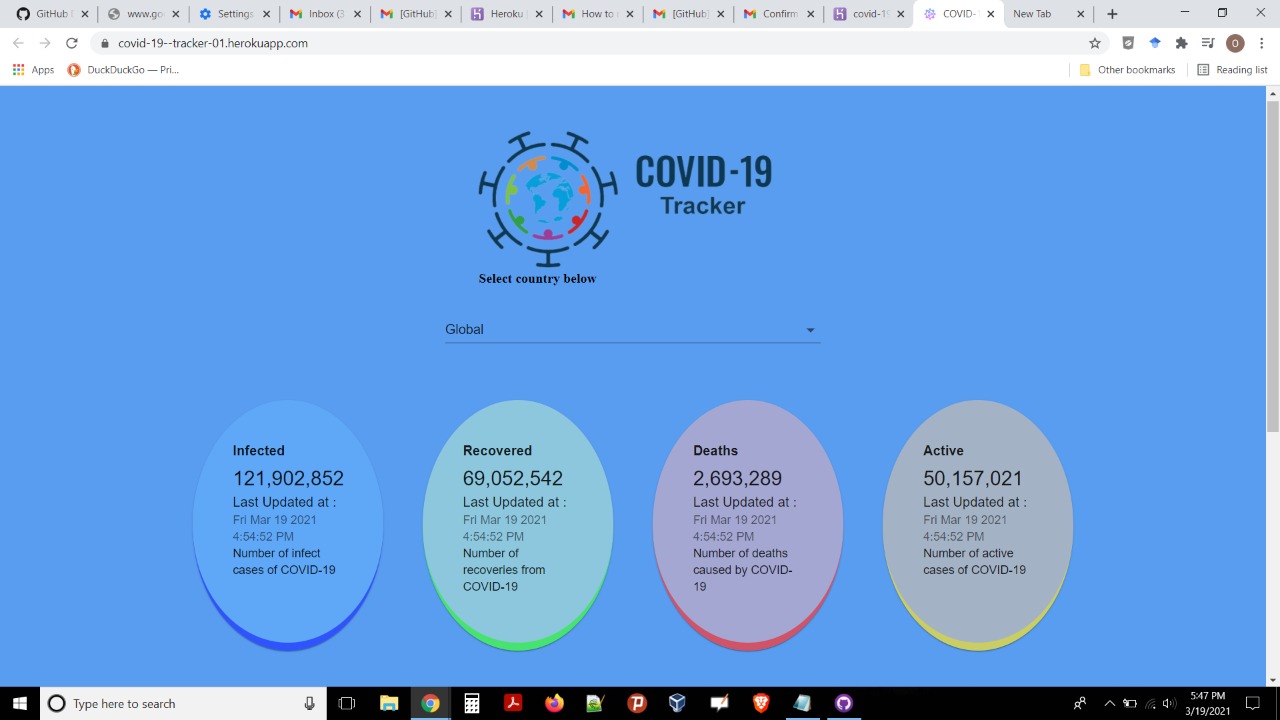 GitHub D
www.go
Settings
Inbox (3
[GitHub]
Heroku |
How to r
[GitHub]
Confirm
covid-19
COVID-
New Tab
covid-19--tracker-01.herokuapp.com
O
Apps
DuckDuckGo — Pri...
Other bookmarks
Reading list
COVID-19
Tracker
Select country below
Global
Infected
121,902,852
Last Updated at :
Fri Mar 19 2021
4:54:52 PM
Number of infect
cases of COVID-19
Recovered
69,052,542
Last Updated at :
Fri Mar 19 2021
4:54:52 PM
Number of
recoveries from
COVID-19
Deaths
2,693,289
Last Updated at :
Fri Mar 19 2021
4:54:52 PM
Number of deaths
caused by COVID-
19
Active
50,157,021
Last Updated at :
Fri Mar 19 2021
4:54:52 PM
Number of active
cases of COVID-19
Type here to search
5:47 PM
3/19/2021